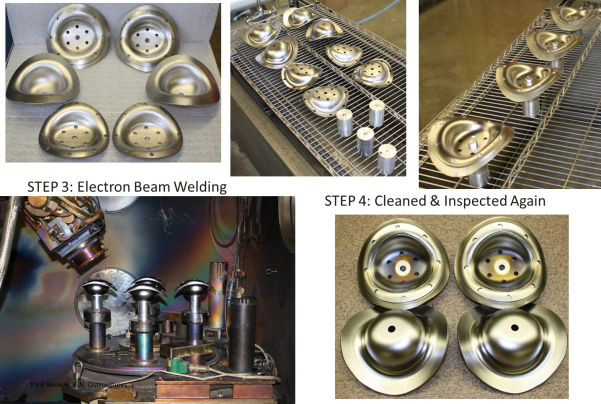 STEP 3: Electron Beam Welding
STEP 4: Cleaned & Inspected Again